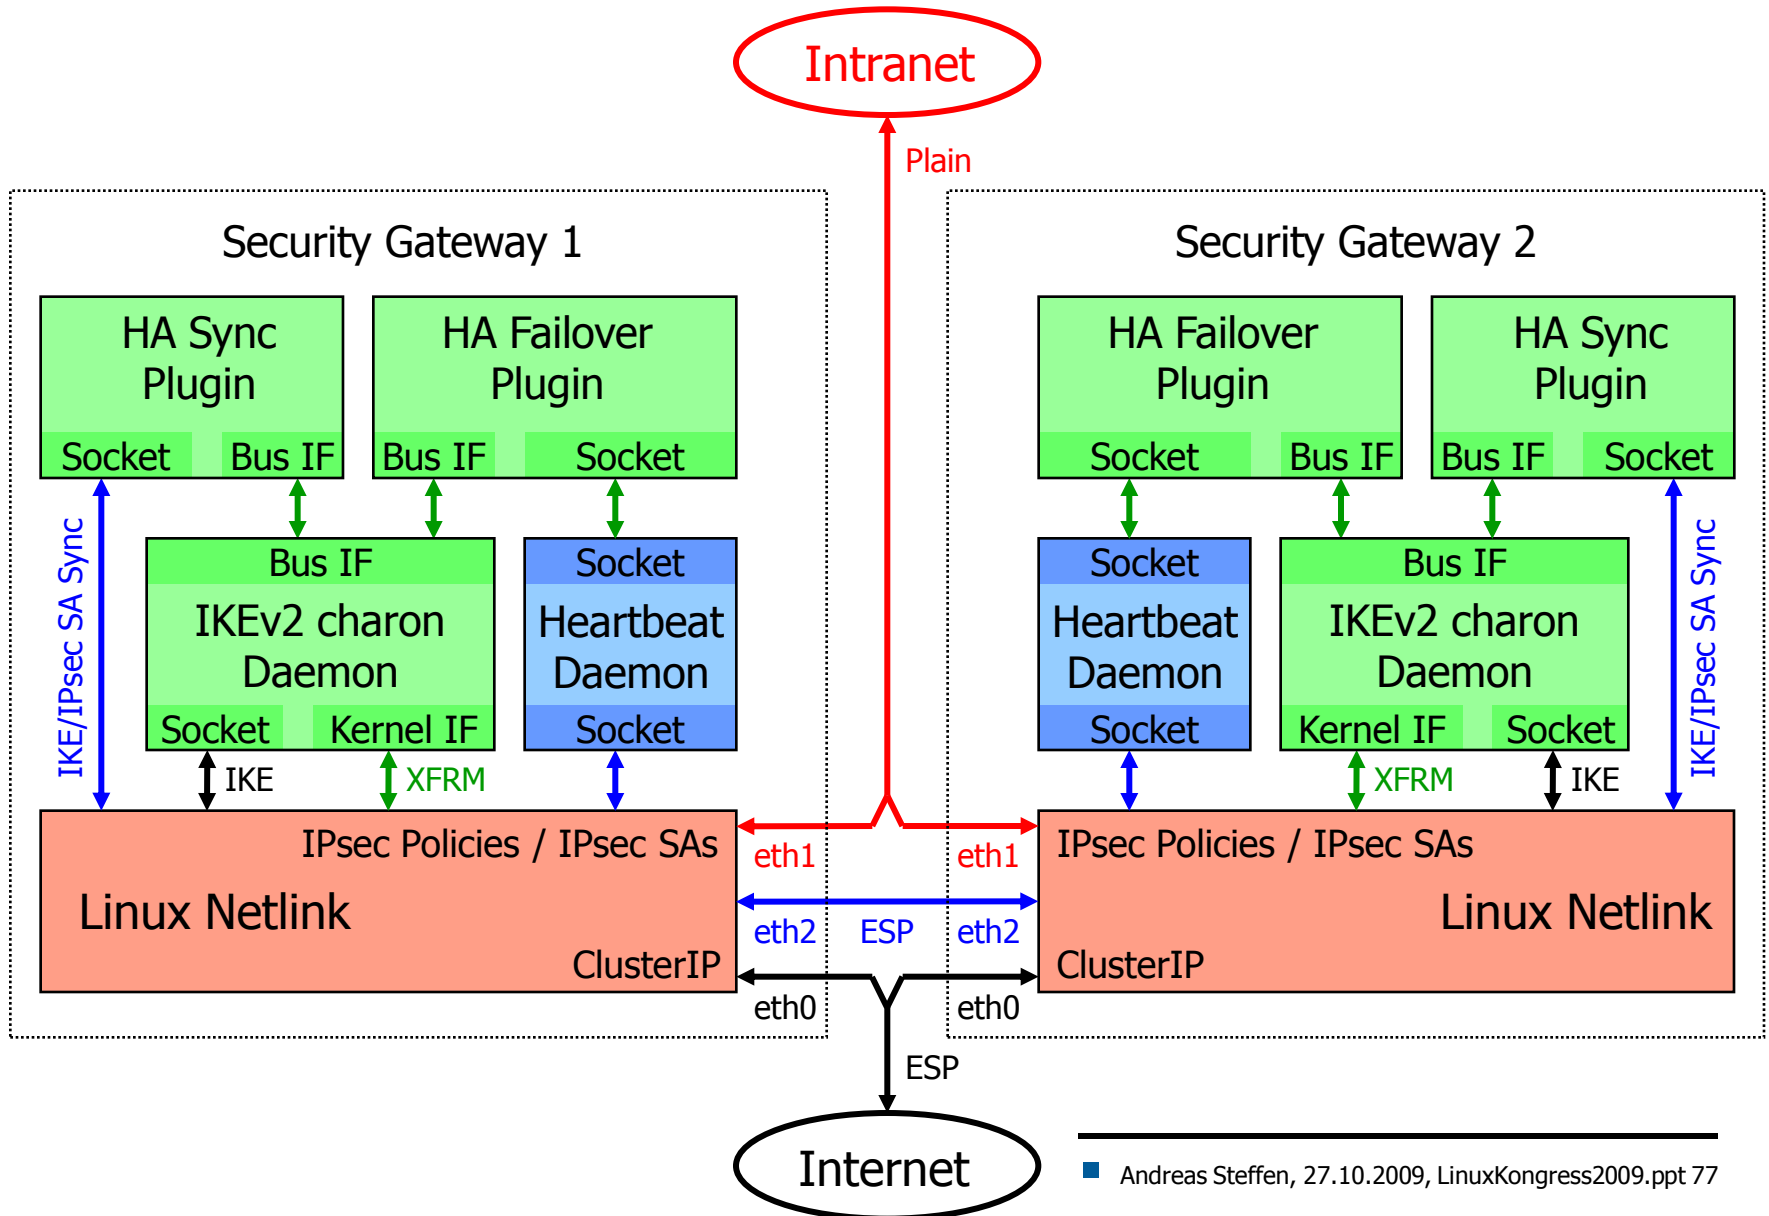 Intranet
Plain
Security Gateway 1
HA Sync
Plugin
Socket
Bus IF
HA Failover
Plugin
Bus IF
Socket
IKE/IPsec SA Sync
Bus IF
IKEv2 charon
Daemon
Socket
Kernel IF
Socket
Heartbeat
Daemon
Socket
IKE
XFRM
IPsec Policies / IPsec SAs
Linux Netlink
ClusterIP
eth1
eth2
eth0
ESP
Security Gateway 2
HA Failover
Plugin
Socket
Bus IF
HA Sync
Plugin
Bus IF
Socket
Socket
Heartbeat
Daemon
Socket
Bus IF
IKEv2 charon
Daemon
Kernel IF
Socket
IKE/IPsec SA Sync
XFRM
IKE
eth1
eth2
eth0
IPsec Policies / IPsec SAs
Linux Netlink
ClusterIP
ESP
Internet
Andreas Steffen, 27.10.2009, LinuxKongress2009.ppt 77